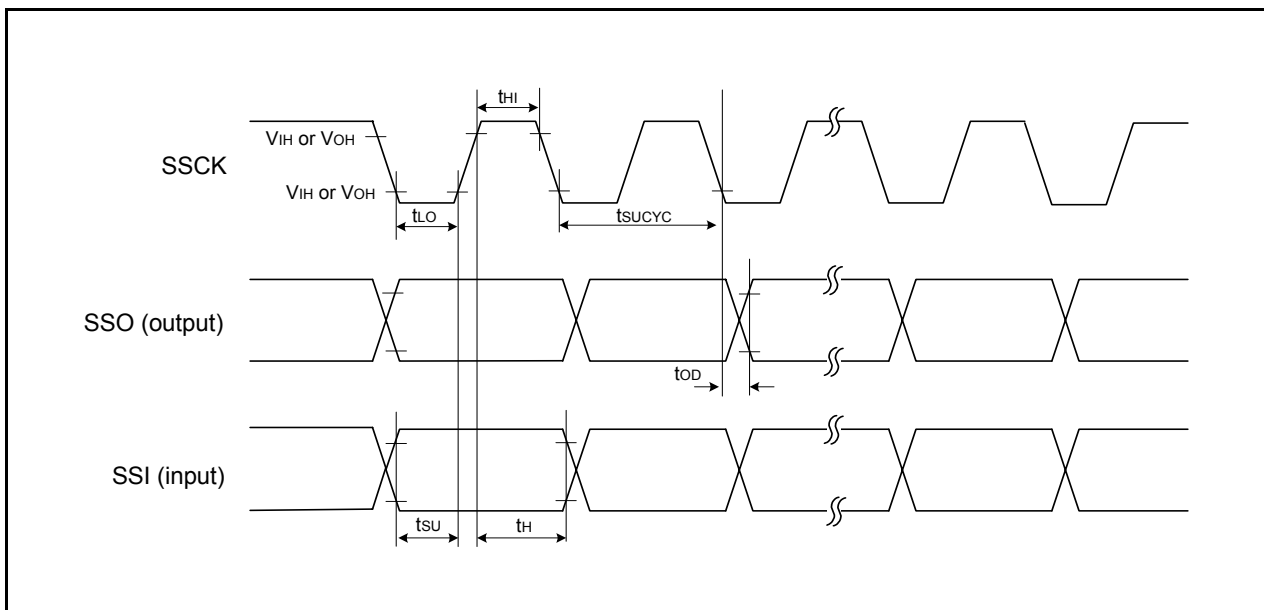 tHI
VIH or VOH
SSCK
VIH or VOH
tLO
tSUCYC
SSO (output)
tOD
SSI (input)
tSU
tH